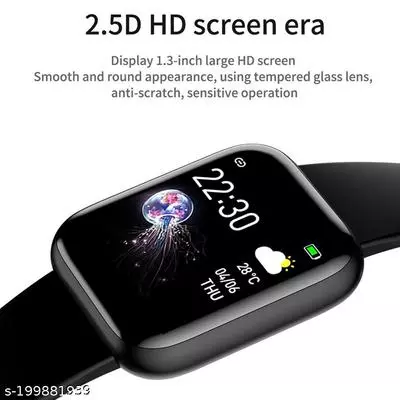 2.5D HD screen era
Display 1.3-inch large HD screen
Smooth and round appearance, using tempered glass lens,
anti-scratch, sensitive operation
22:30
28°C
04/06
THU
s-199881939